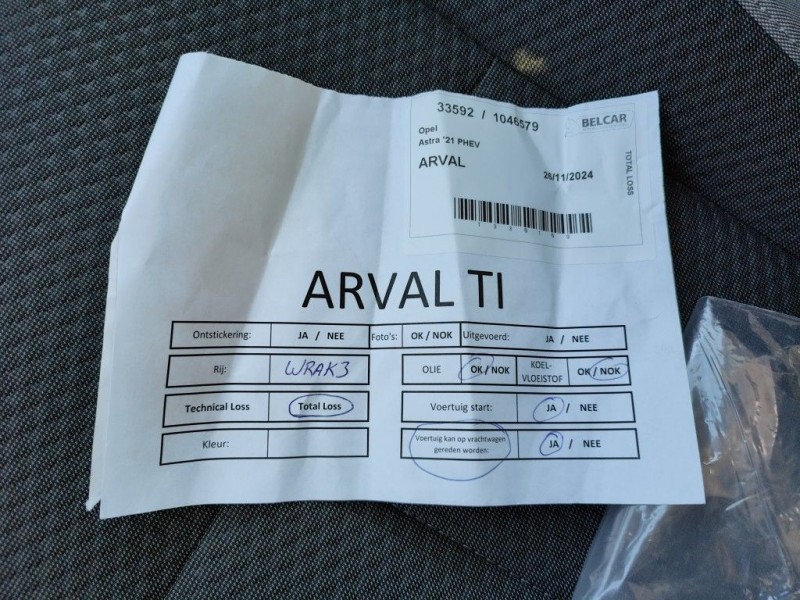 33592 / 1046579
BELCAR
Opel
Astra '21 PHEV
ARVAL
26/11/2024
TOTAL LOSS
ARVAL TI
Ontstickering: JA / NEE Foto's: OK / NOK Uitgevoerd: JA / NEE
Rij: WRAK3 OLIE OK / NOK KOEL-VLOEISTOF OK / NOK
Technical Loss Total Loss Voertuig start: JA / NEE
Kleur: Voertuig kan op vrachtwagen gereden worden: JA / NEE